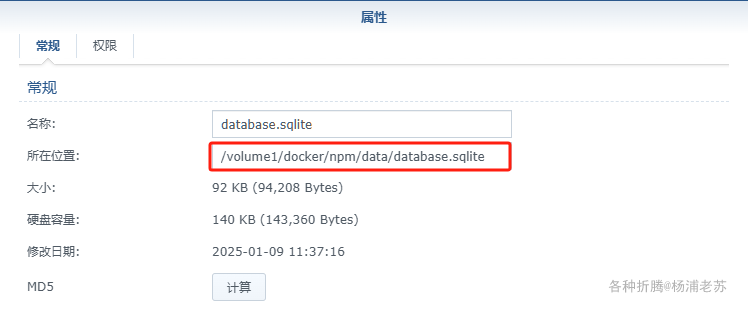 属性
常规 权限
常规
名称: database.sqlite
所在位置: /volume1/docker/npm/data/database.sqlite
大小: 92 KB (94,208 Bytes)
硬盘容量: 140 KB (143,360 Bytes)
修改日期: 2025-01-09 11:37:16
MD5 计算
各种折腾@杨浦老苏